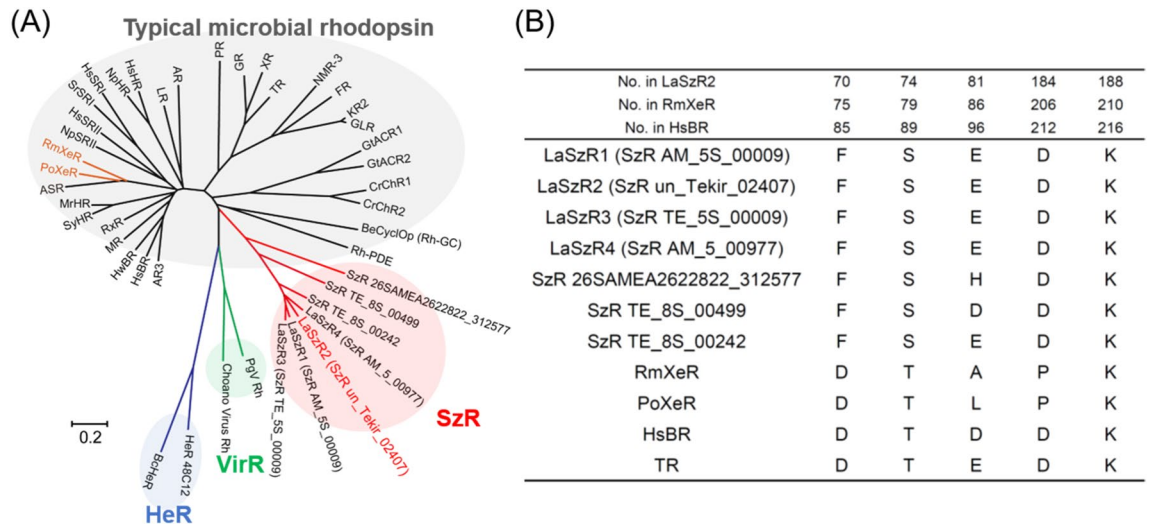 (A)
Typical microbial rhodopsin
PR
GR
XR
TR
NMR-3
FR
KR2
GLR
GtACR1
GtACR2
CrChR1
CrChR2
BeCyclOp (Rh-GC)
Rh-PDE
AR
LR
HsHR
NpHR
HsSRI
SrSRI
HsSRII
NpSRII
RmXeR
PoXeR
ASR
MrHR
SyHR
RxR
MR
HwBR
HsBR
AR3
SzR 26SAMEA2622822_312577
SzR TE_8S_00499
SzR TE_8S_00242
LaSzR4 (SzR AM_5_00977)
LaSzR2 (SzR un_Tekir_02407)
LaSzR1 (SzR AM_5S_00009)
LaSzR3 (SzR TE_5S_00009)
SzR
PgV Rh
Choano Virus Rh
VirR
HeR 48C12
BcHeR
HeR
0.2
(B)
No. in LaSzR2 70 74 81 184 188
No. in RmXeR 75 79 86 206 210
No. in HsBR 85 89 96 212 216
LaSzR1 (SzR AM_5S_00009) F S E D K
LaSzR2 (SzR un_Tekir_02407) F S E D K
LaSzR3 (SzR TE_5S_00009) F S E D K
LaSzR4 (SzR AM_5_00977) F S E D K
SzR 26SAMEA2622822_312577 F S H D K
SzR TE_8S_00499 F S D D K
SzR TE_8S_00242 F S E D K
RmXeR D T A P K
PoXeR D T L P K
HsBR D T D D K
TR D T E D K